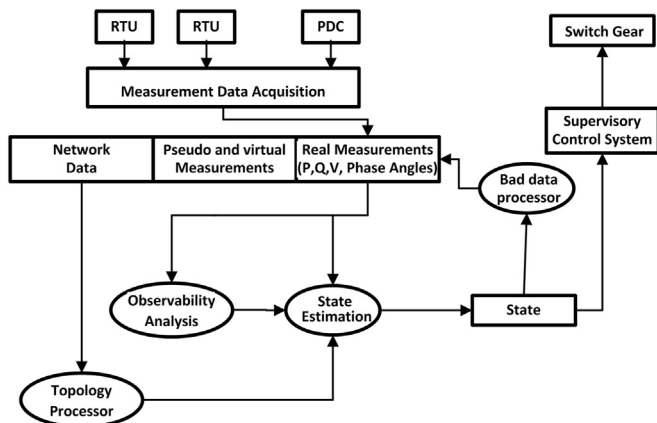 RTU
RTU
PDC
Switch Gear
Measurement Data Acquisition
Supervisory
Control System
Network
Data
Pseudo and virtual
Measurements
Real Measurements
(P,Q,V, Phase Angles)
Bad data
processor
Observability
Analysis
State
Estimation
State
Topology
Processor